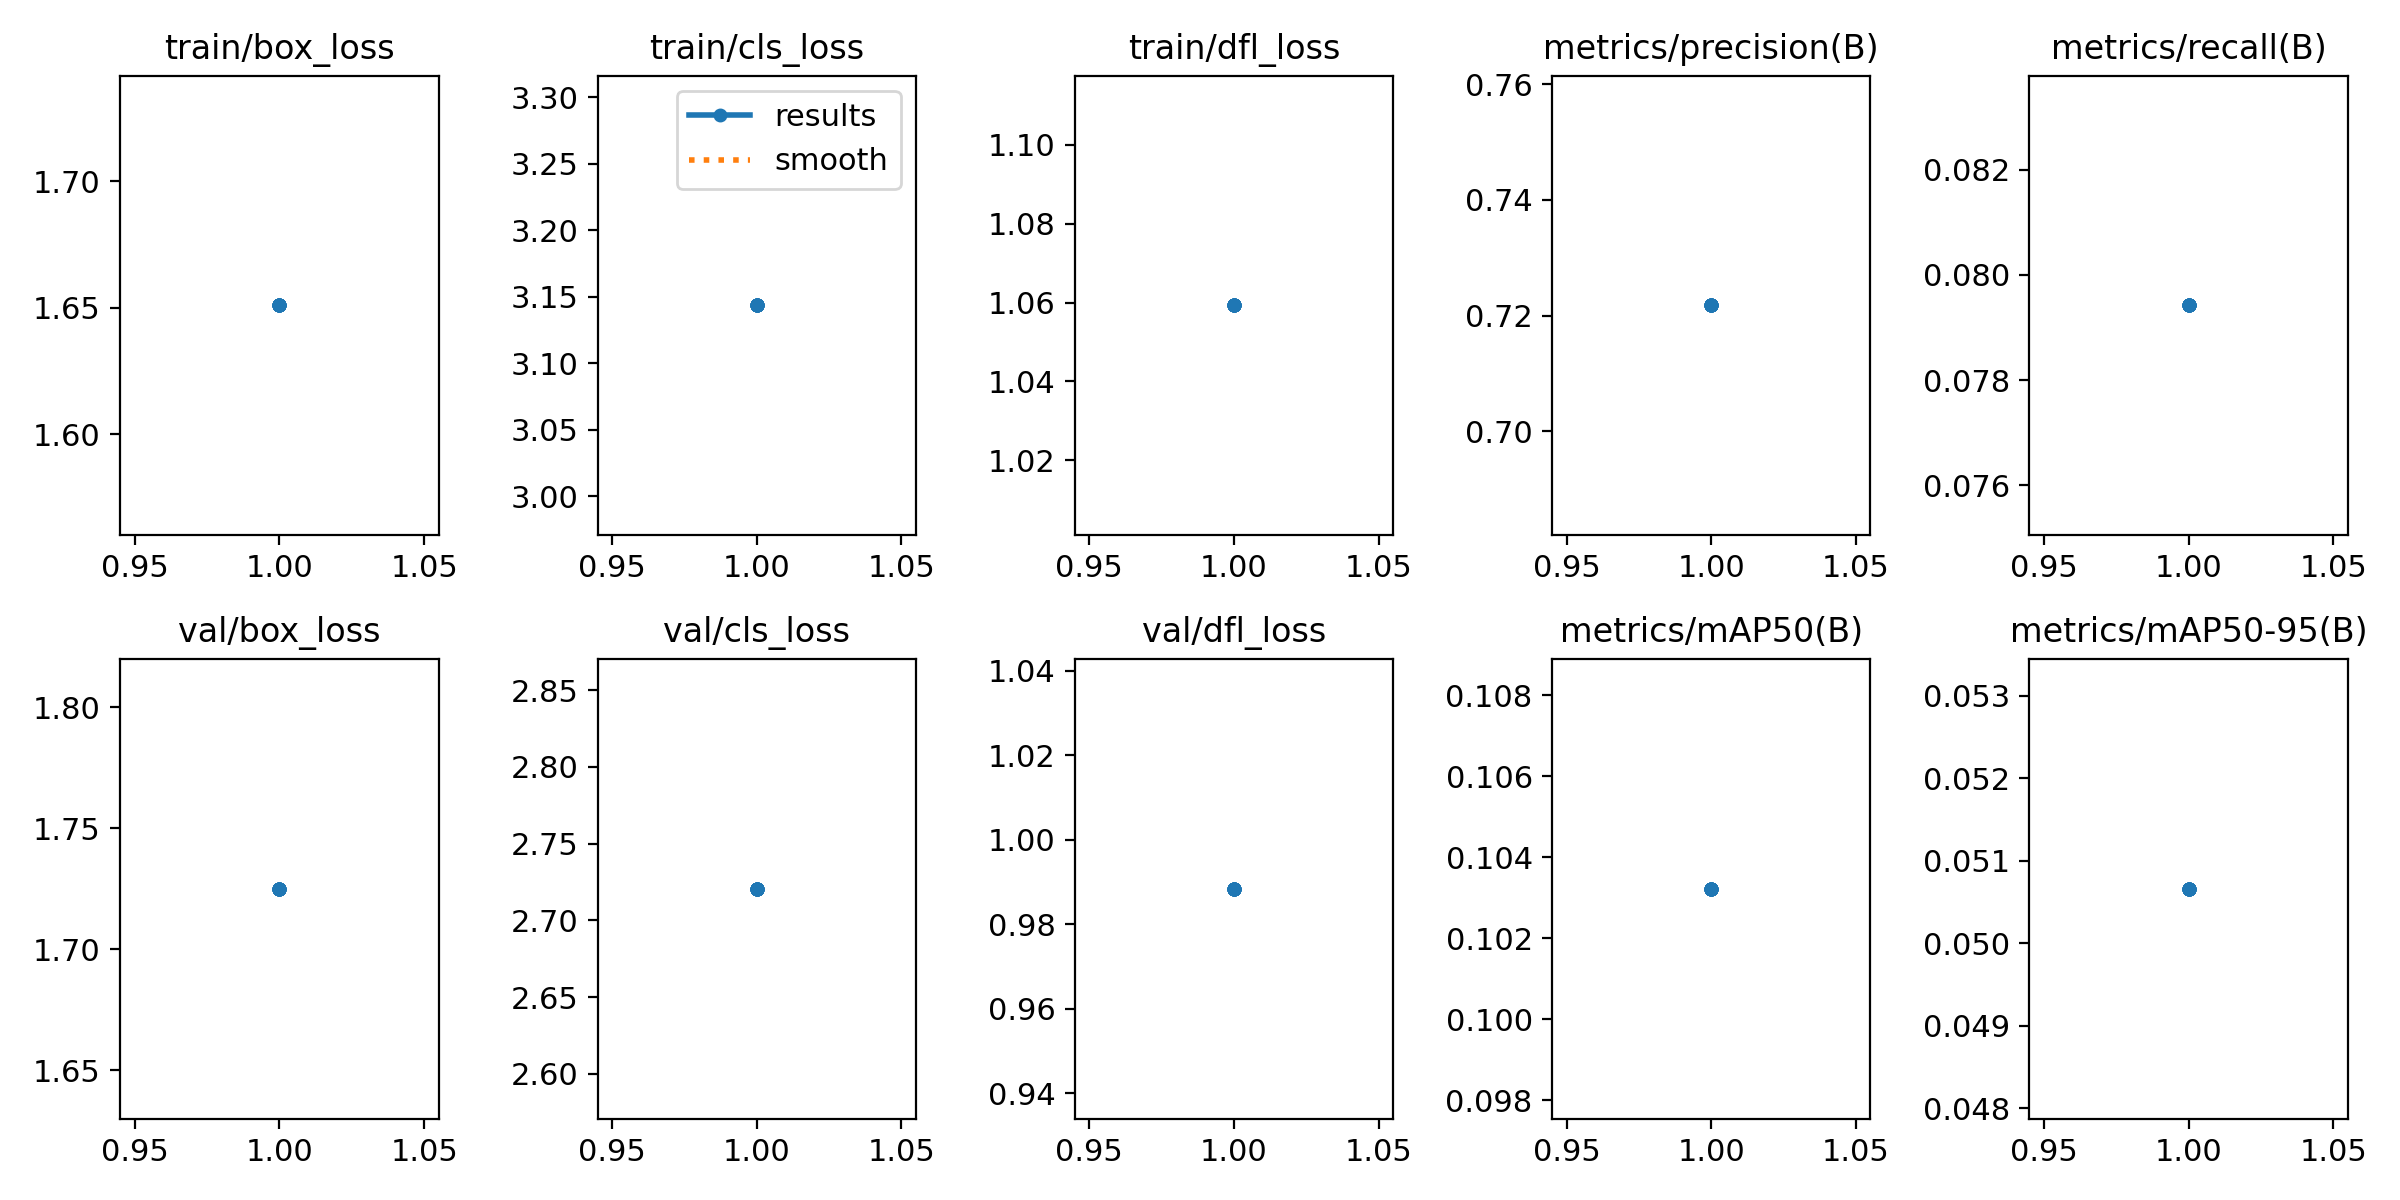 train/box_loss
1.70
1.65
1.60
0.95 1.00 1.05
train/cls_loss
results
smooth
3.30
3.25
3.20
3.15
3.10
3.05
3.00
0.95 1.00 1.05
train/dfl_loss
1.10
1.08
1.06
1.04
1.02
0.95 1.00 1.05
metrics/precision(B)
0.76
0.74
0.72
0.70
0.95 1.00 1.05
metrics/recall(B)
0.082
0.080
0.078
0.076
0.95 1.00 1.05
val/box_loss
1.80
1.75
1.70
1.65
0.95 1.00 1.05
val/cls_loss
2.85
2.80
2.75
2.70
2.65
2.60
0.95 1.00 1.05
val/dfl_loss
1.04
1.02
1.00
0.98
0.96
0.94
0.95 1.00 1.05
metrics/mAP50(B)
0.108
0.106
0.104
0.102
0.100
0.098
0.95 1.00 1.05
metrics/mAP50-95(B)
0.053
0.052
0.051
0.050
0.049
0.048
0.95 1.00 1.05